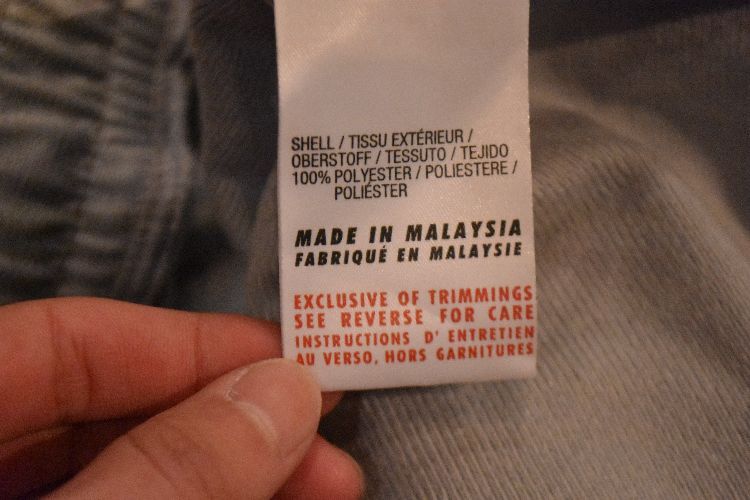 SHELL / TISSU EXTÉRIEUR /
OBERSTOFF / TESSUTO / TEJIDO
100% POLYESTER / POLIESTERE /
POLIÉSTER
MADE IN MALAYSIA
FABRIQUÉ EN MALAYSIE
EXCLUSIVE OF TRIMMINGS
SEE REVERSE FOR CARE
INSTRUCTIONS D' ENTRETIEN
AU VERSO, HORS GARNITURES